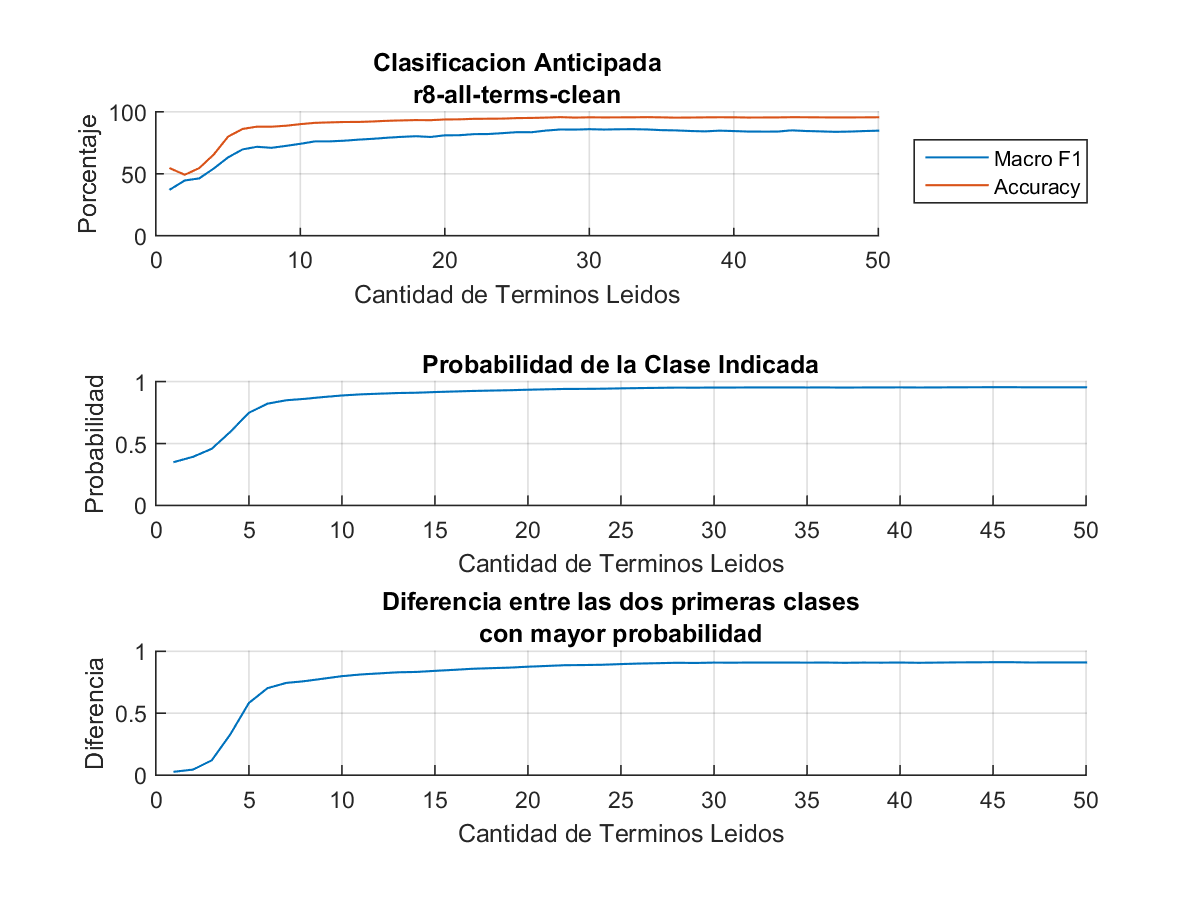 Clasificacion Anticipada
r8-all-terms-clean
Porcentaje
100
50
0
0 10 20 30 40 50
Cantidad de Terminos Leidos
Macro F1
Accuracy
Probabilidad de la Clase Indicada
Probabilidad
1
0.5
0
0 5 10 15 20 25 30 35 40 45 50
Cantidad de Terminos Leidos
Diferencia entre las dos primeras clases
con mayor probabilidad
Diferencia
1
0.5
0
0 5 10 15 20 25 30 35 40 45 50
Cantidad de Terminos Leidos